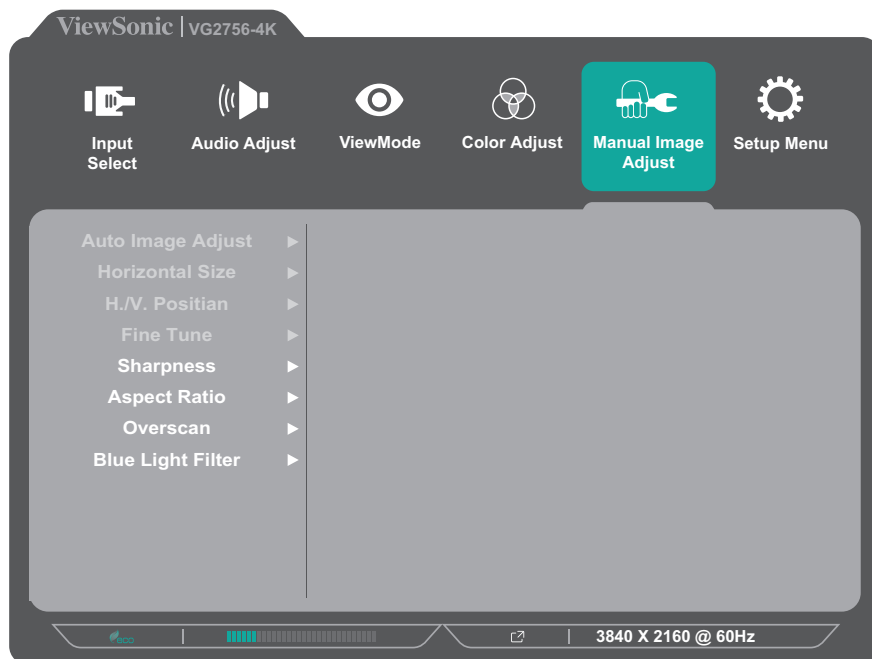 ViewSonic | VG2756-4K
Input
Select
Audio Adjust
ViewMode
Color Adjust
Manual Image
Adjust
Setup Menu
Auto Image Adjust
Horizontal Size
H./V. Positian
Fine Tune
Sharpness
Aspect Ratio
Overscan
Blue Light Filter
eco
3840 X 2160 @ 60Hz